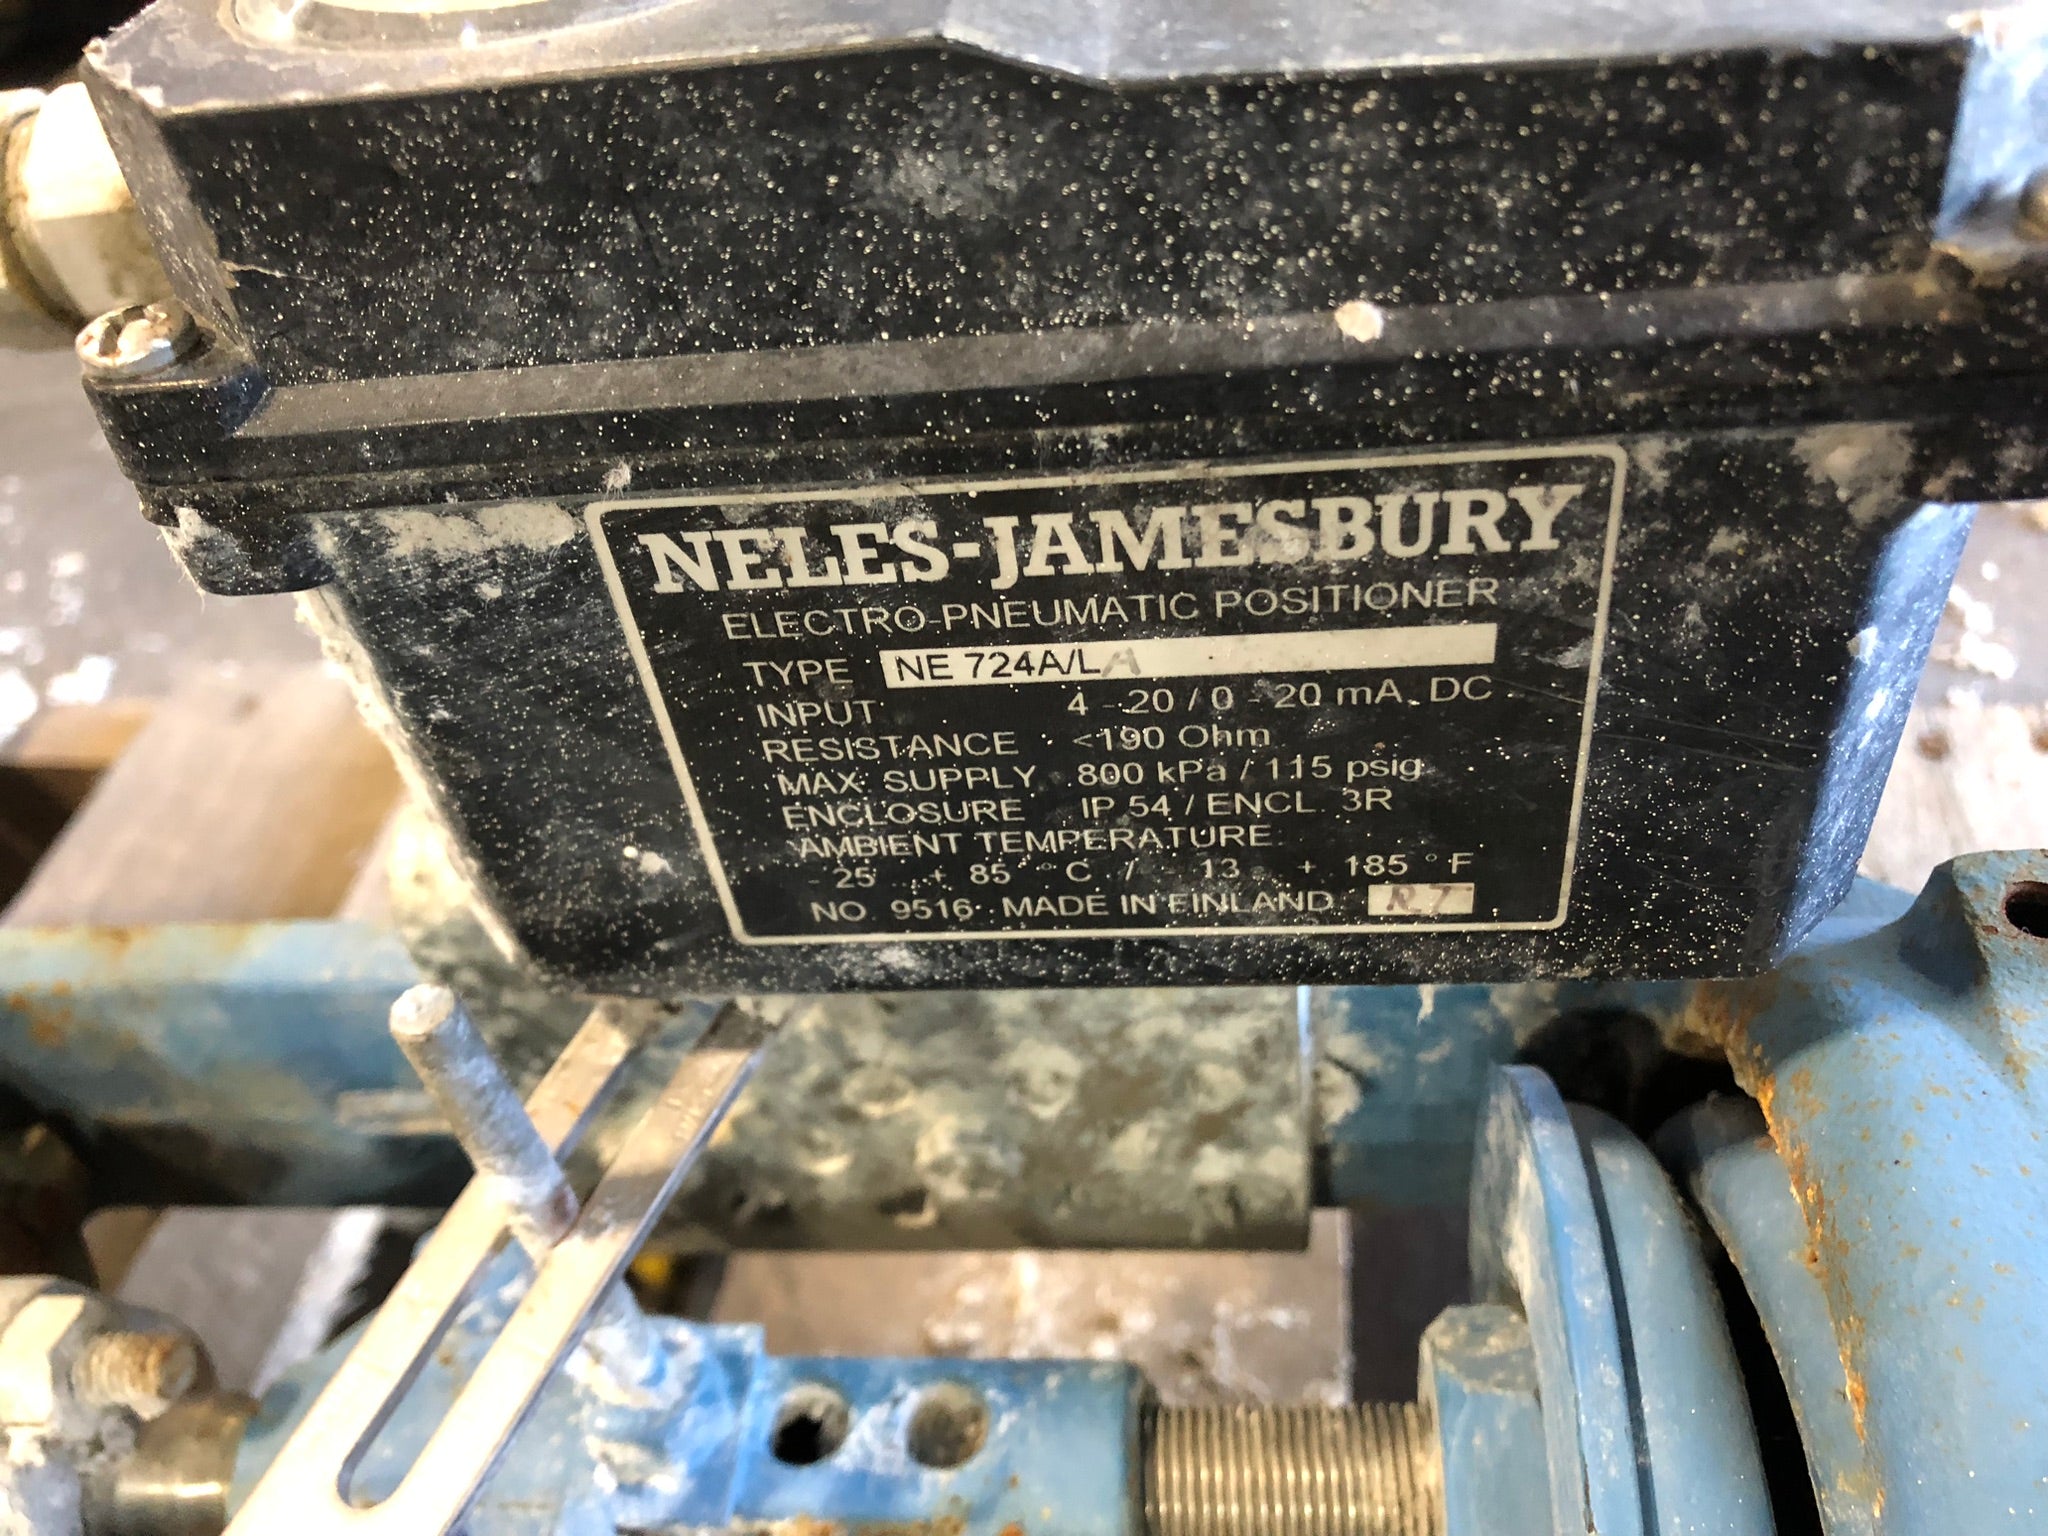 NELES-JAMESBURY
ELECTRO-PNEUMATIC POSITIONER
TYPE NE 724A/LA
INPUT 4 - 20 / 0 - 20 mA. DC
RESISTANCE <190 Ohm
MAX. SUPPLY 800 kPa / 115 psig
ENCLOSURE IP 54 / ENCL. 3R
AMBIENT TEMPERATURE
- 25 ... + 85 ° C / - 13 ... + 185 ° F
NO. 9516 MADE IN FINLAND R7